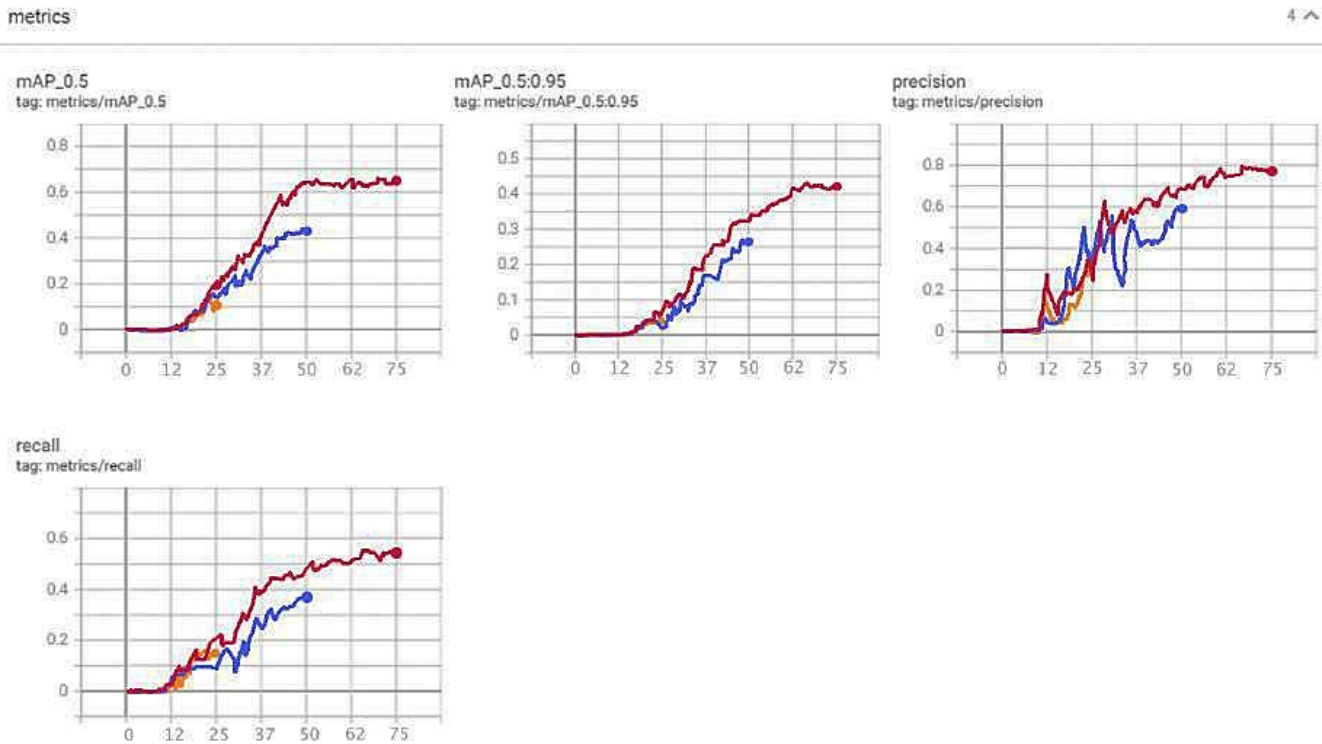 metrics 4
mAP_0.5
tag: metrics/mAP_0.5
0.8
0.6
0.4
0.2
0
0 12 25 37 50 62 75
mAP_0.5:0.95
tag: metrics/mAP_0.5:0.95
0.5
0.4
0.3
0.2
0.1
0
0 12 25 37 50 62 75
precision
tag: metrics/precision
0.8
0.6
0.4
0.2
0
0 12 25 37 50 62 75
recall
tag: metrics/recall
0.6
0.4
0.2
0
0 12 25 37 50 62 75